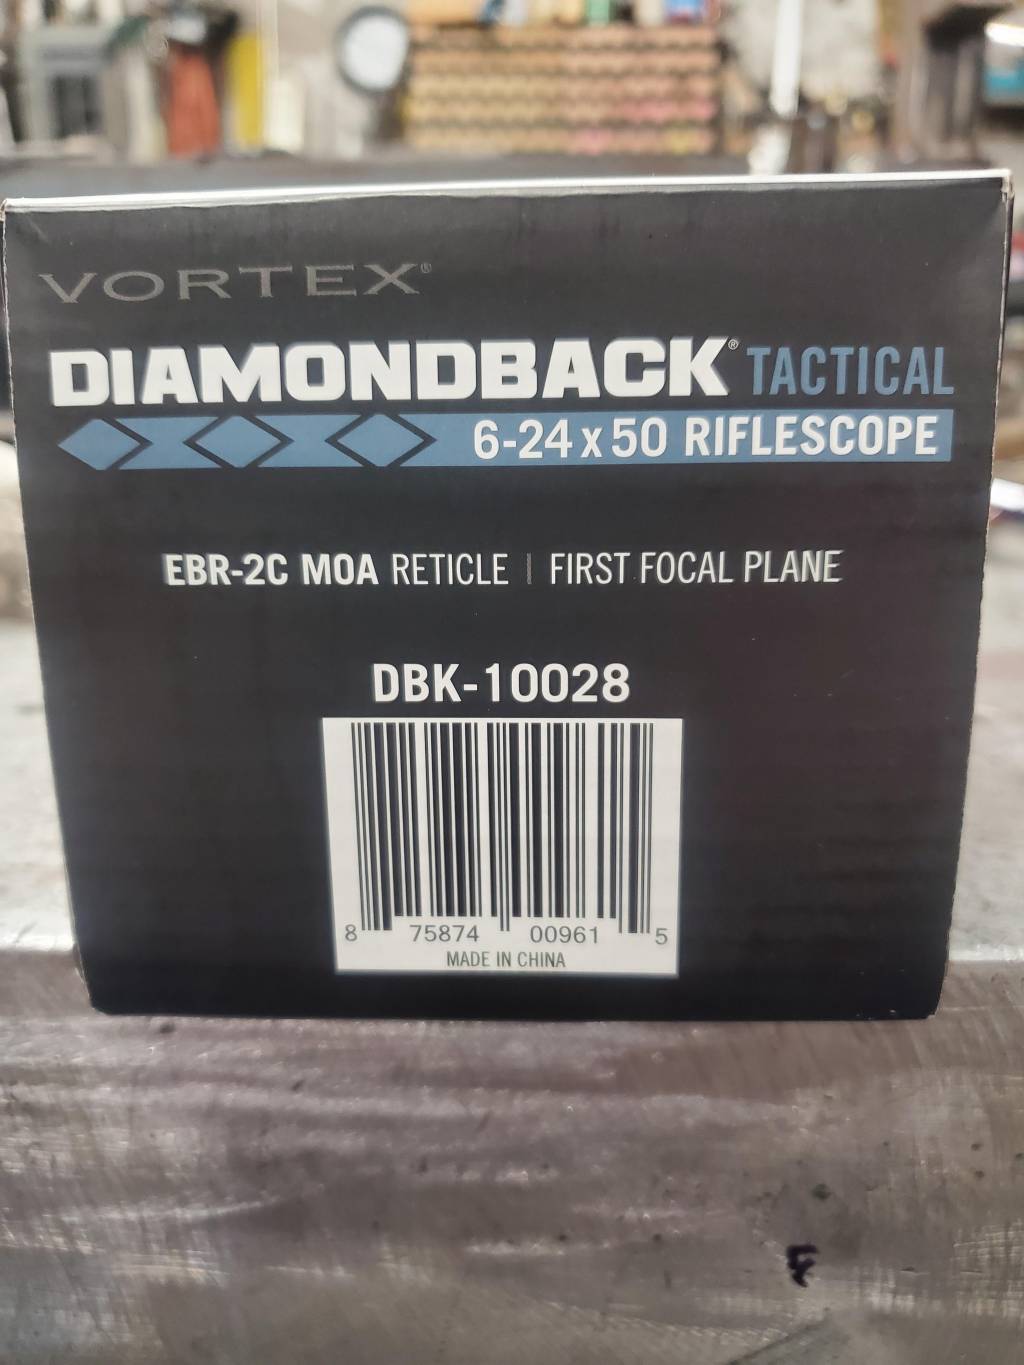 VORTEX®
DIAMONDBACK® TACTICAL
6-24 x 50 RIFLESCOPE
EBR-2C MOA RETICLE | FIRST FOCAL PLANE
DBK-10028
8 75874 00961 5
MADE IN CHINA